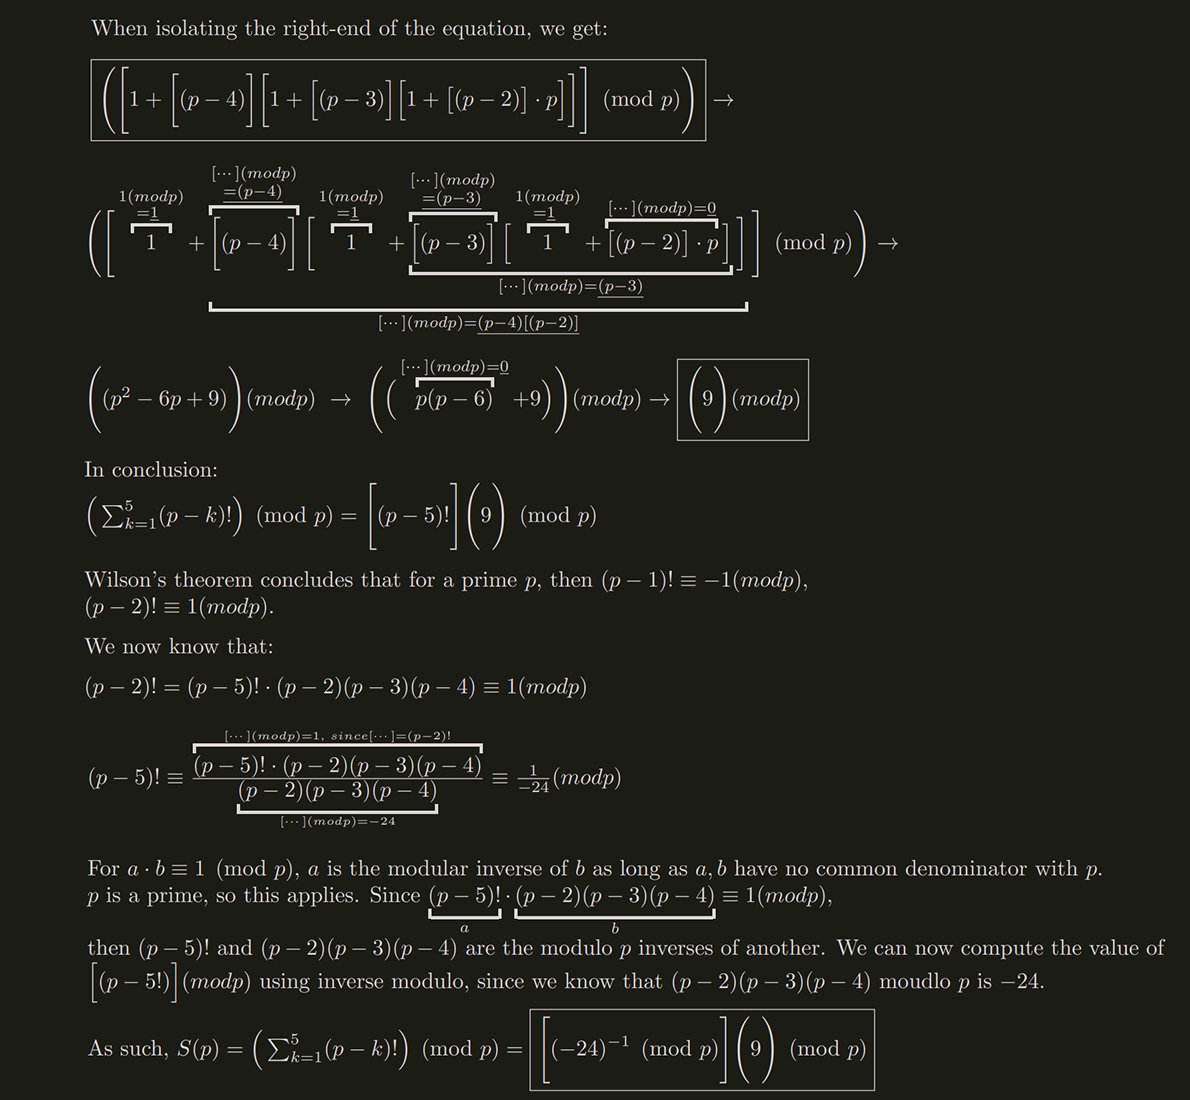 When isolating the right-end of the equation, we get:
([1 + [(p − 4)][1 + [(p − 3)][1 + [(p − 2)] · p]]] (mod p)) →
[···](modp) [···](modp)
1(modp) =(p−4) 1(modp) =(p−3) 1(modp) [···](modp)=0
=1 =1 =1
([1 + [(p − 4)][1 + [(p − 3)][1 + [(p − 2)] · p]]] (mod p)) →
[···](modp)=(p−3)
[···](modp)=(p−4)[(p−2)]
[···](modp)=0
((p² − 6p + 9))(modp) → ((p(p − 6) +9))(modp) → (9)(modp)
In conclusion:
(∑⁵ₖ₌₁(p − k)!) (mod p) = [(p − 5)!](9) (mod p)
Wilson's theorem concludes that for a prime p, then (p − 1)! ≡ −1(modp),
(p − 2)! ≡ 1(modp).
We now know that:
(p − 2)! = (p − 5)! · (p − 2)(p − 3)(p − 4) ≡ 1(modp)
[···](modp)=1, since[···]=(p−2)!
(p − 5)! ≡ (p − 5)! · (p − 2)(p − 3)(p − 4) / (p − 2)(p − 3)(p − 4) ≡ 1/−24 (modp)
[···](modp)=−24
For a · b ≡ 1 (mod p), a is the modular inverse of b as long as a, b have no common denominator with p.
p is a prime, so this applies. Since (p − 5)! · (p − 2)(p − 3)(p − 4) ≡ 1(modp),
a b
then (p − 5)! and (p − 2)(p − 3)(p − 4) are the modulo p inverses of another. We can now compute the value of
[(p − 5!)](modp) using inverse modulo, since we know that (p − 2)(p − 3)(p − 4) moudlo p is −24.
As such, S(p) = (∑⁵ₖ₌₁(p − k)!) (mod p) = [(−24)⁻¹ (mod p)](9) (mod p)